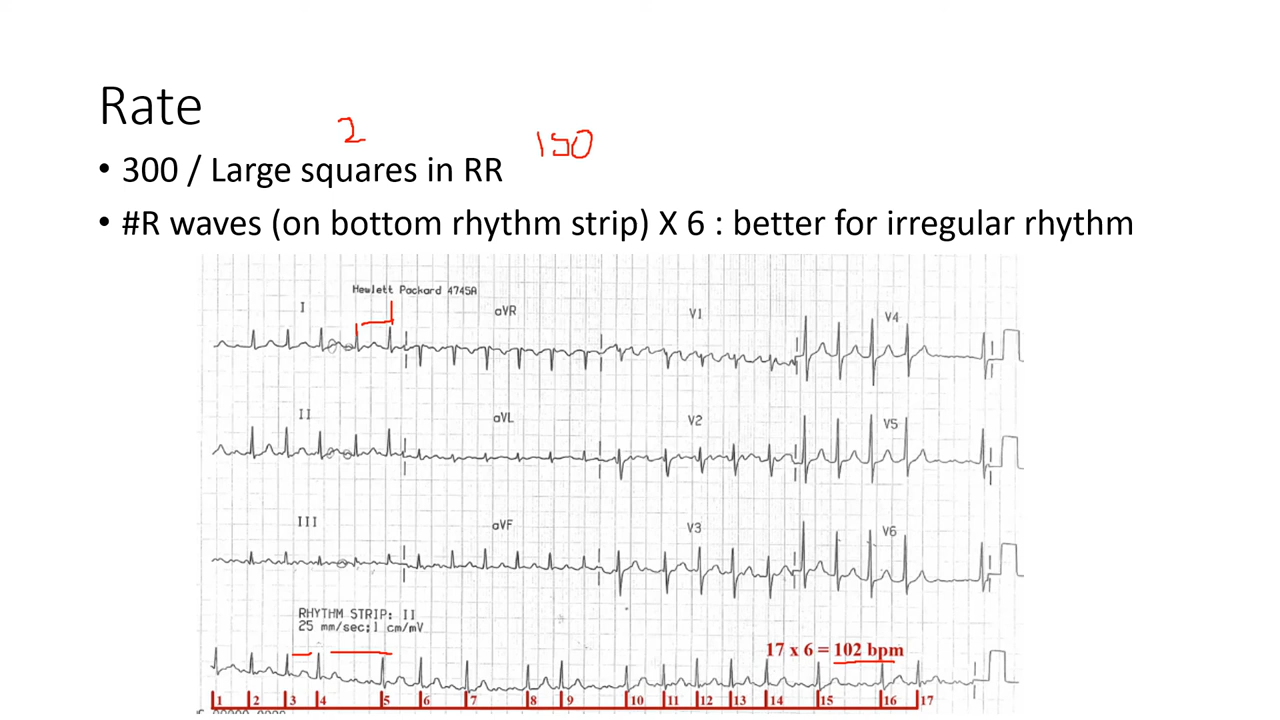 Rate
2
150
• 300 / Large squares in RR
• #R waves (on bottom rhythm strip) X 6 : better for irregular rhythm
Hewlett Packard 4745A
I aVR V1 V4
II aVL V2 V5
III aVF V3 V6
RHYTHM STRIP: II
25 mm/sec;1 cm/mV
17 x 6 = 102 bpm
1 2 3 4 5 6 7 8 9 10 11 12 13 14 15 16 17